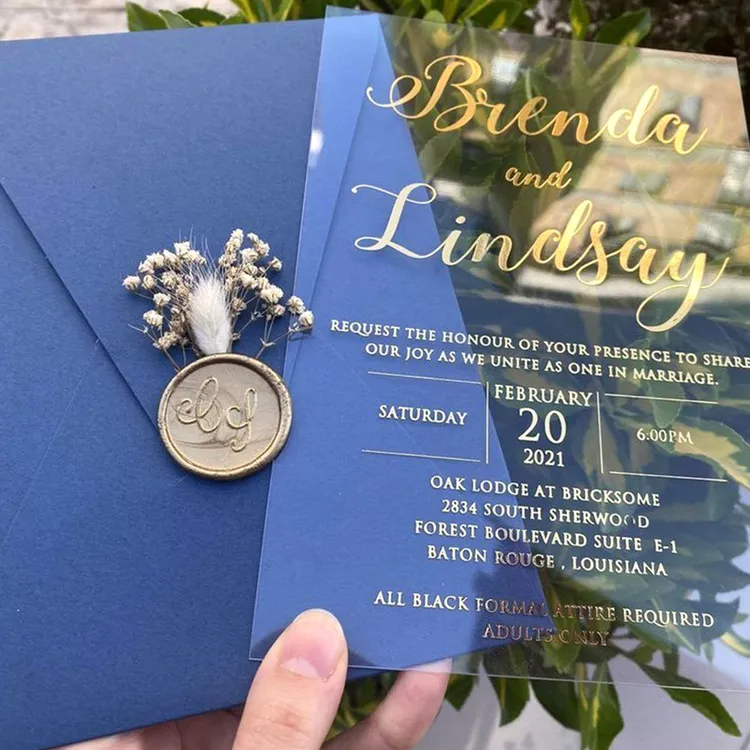 Brenda
and
Lindsay
REQUEST THE HONOUR OF YOUR PRESENCE TO SHARE
OUR JOY AS WE UNITE AS ONE IN MARRIAGE.
SATURDAY
FEBRUARY
20
2021
6:00PM
OAK LODGE AT BRICKSOME
2834 SOUTH SHERWOOD
FOREST BOULEVARD SUITE E-1
BATON ROUGE , LOUISIANA
ALL BLACK FORMAL ATTIRE REQUIRED
ADULTS ONLY